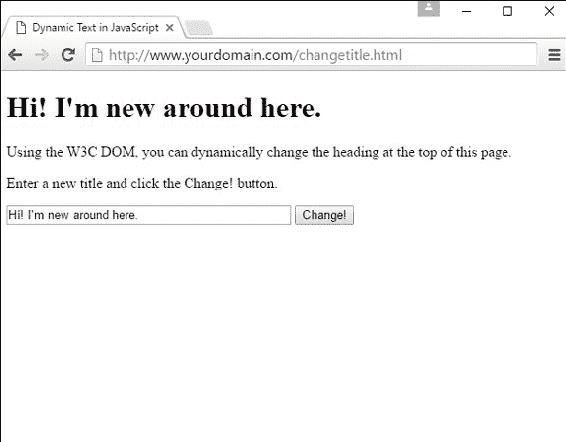 Dynamic Text in JavaScript
http://www.yourdomain.com/changetitle.html
Hi! I'm new around here.
Using the W3C DOM, you can dynamically change the heading at the top of this page.
Enter a new title and click the Change! button.
Hi! I'm new around here. Change!